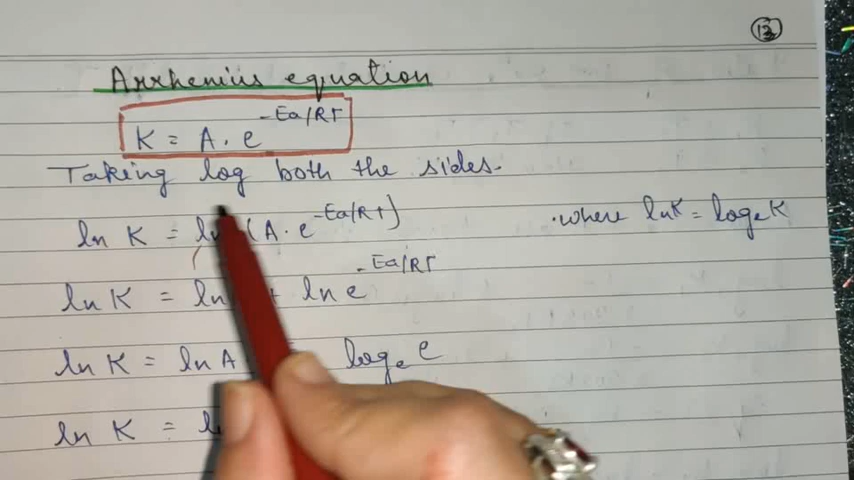 12
Arrhenius equation
K = A . e^-Ea/RT
Taking log both the sides.
ln K = ln (A . e^-Ea/RT)
.where lnK = logeK
ln K = ln + ln e^-Ea/RT
ln K = ln A loge e
ln K =